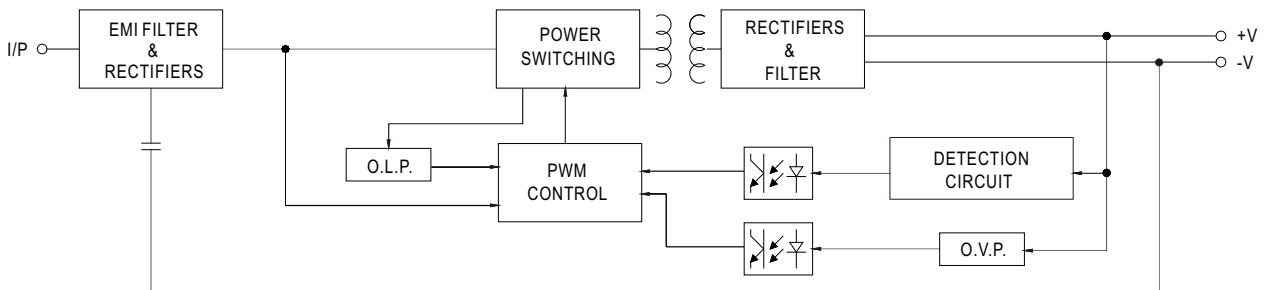 I/P
EMI FILTER
&
RECTIFIERS
POWER
SWITCHING
RECTIFIERS
&
FILTER
+V
-V
O.L.P.
PWM
CONTROL
DETECTION
CIRCUIT
O.V.P.